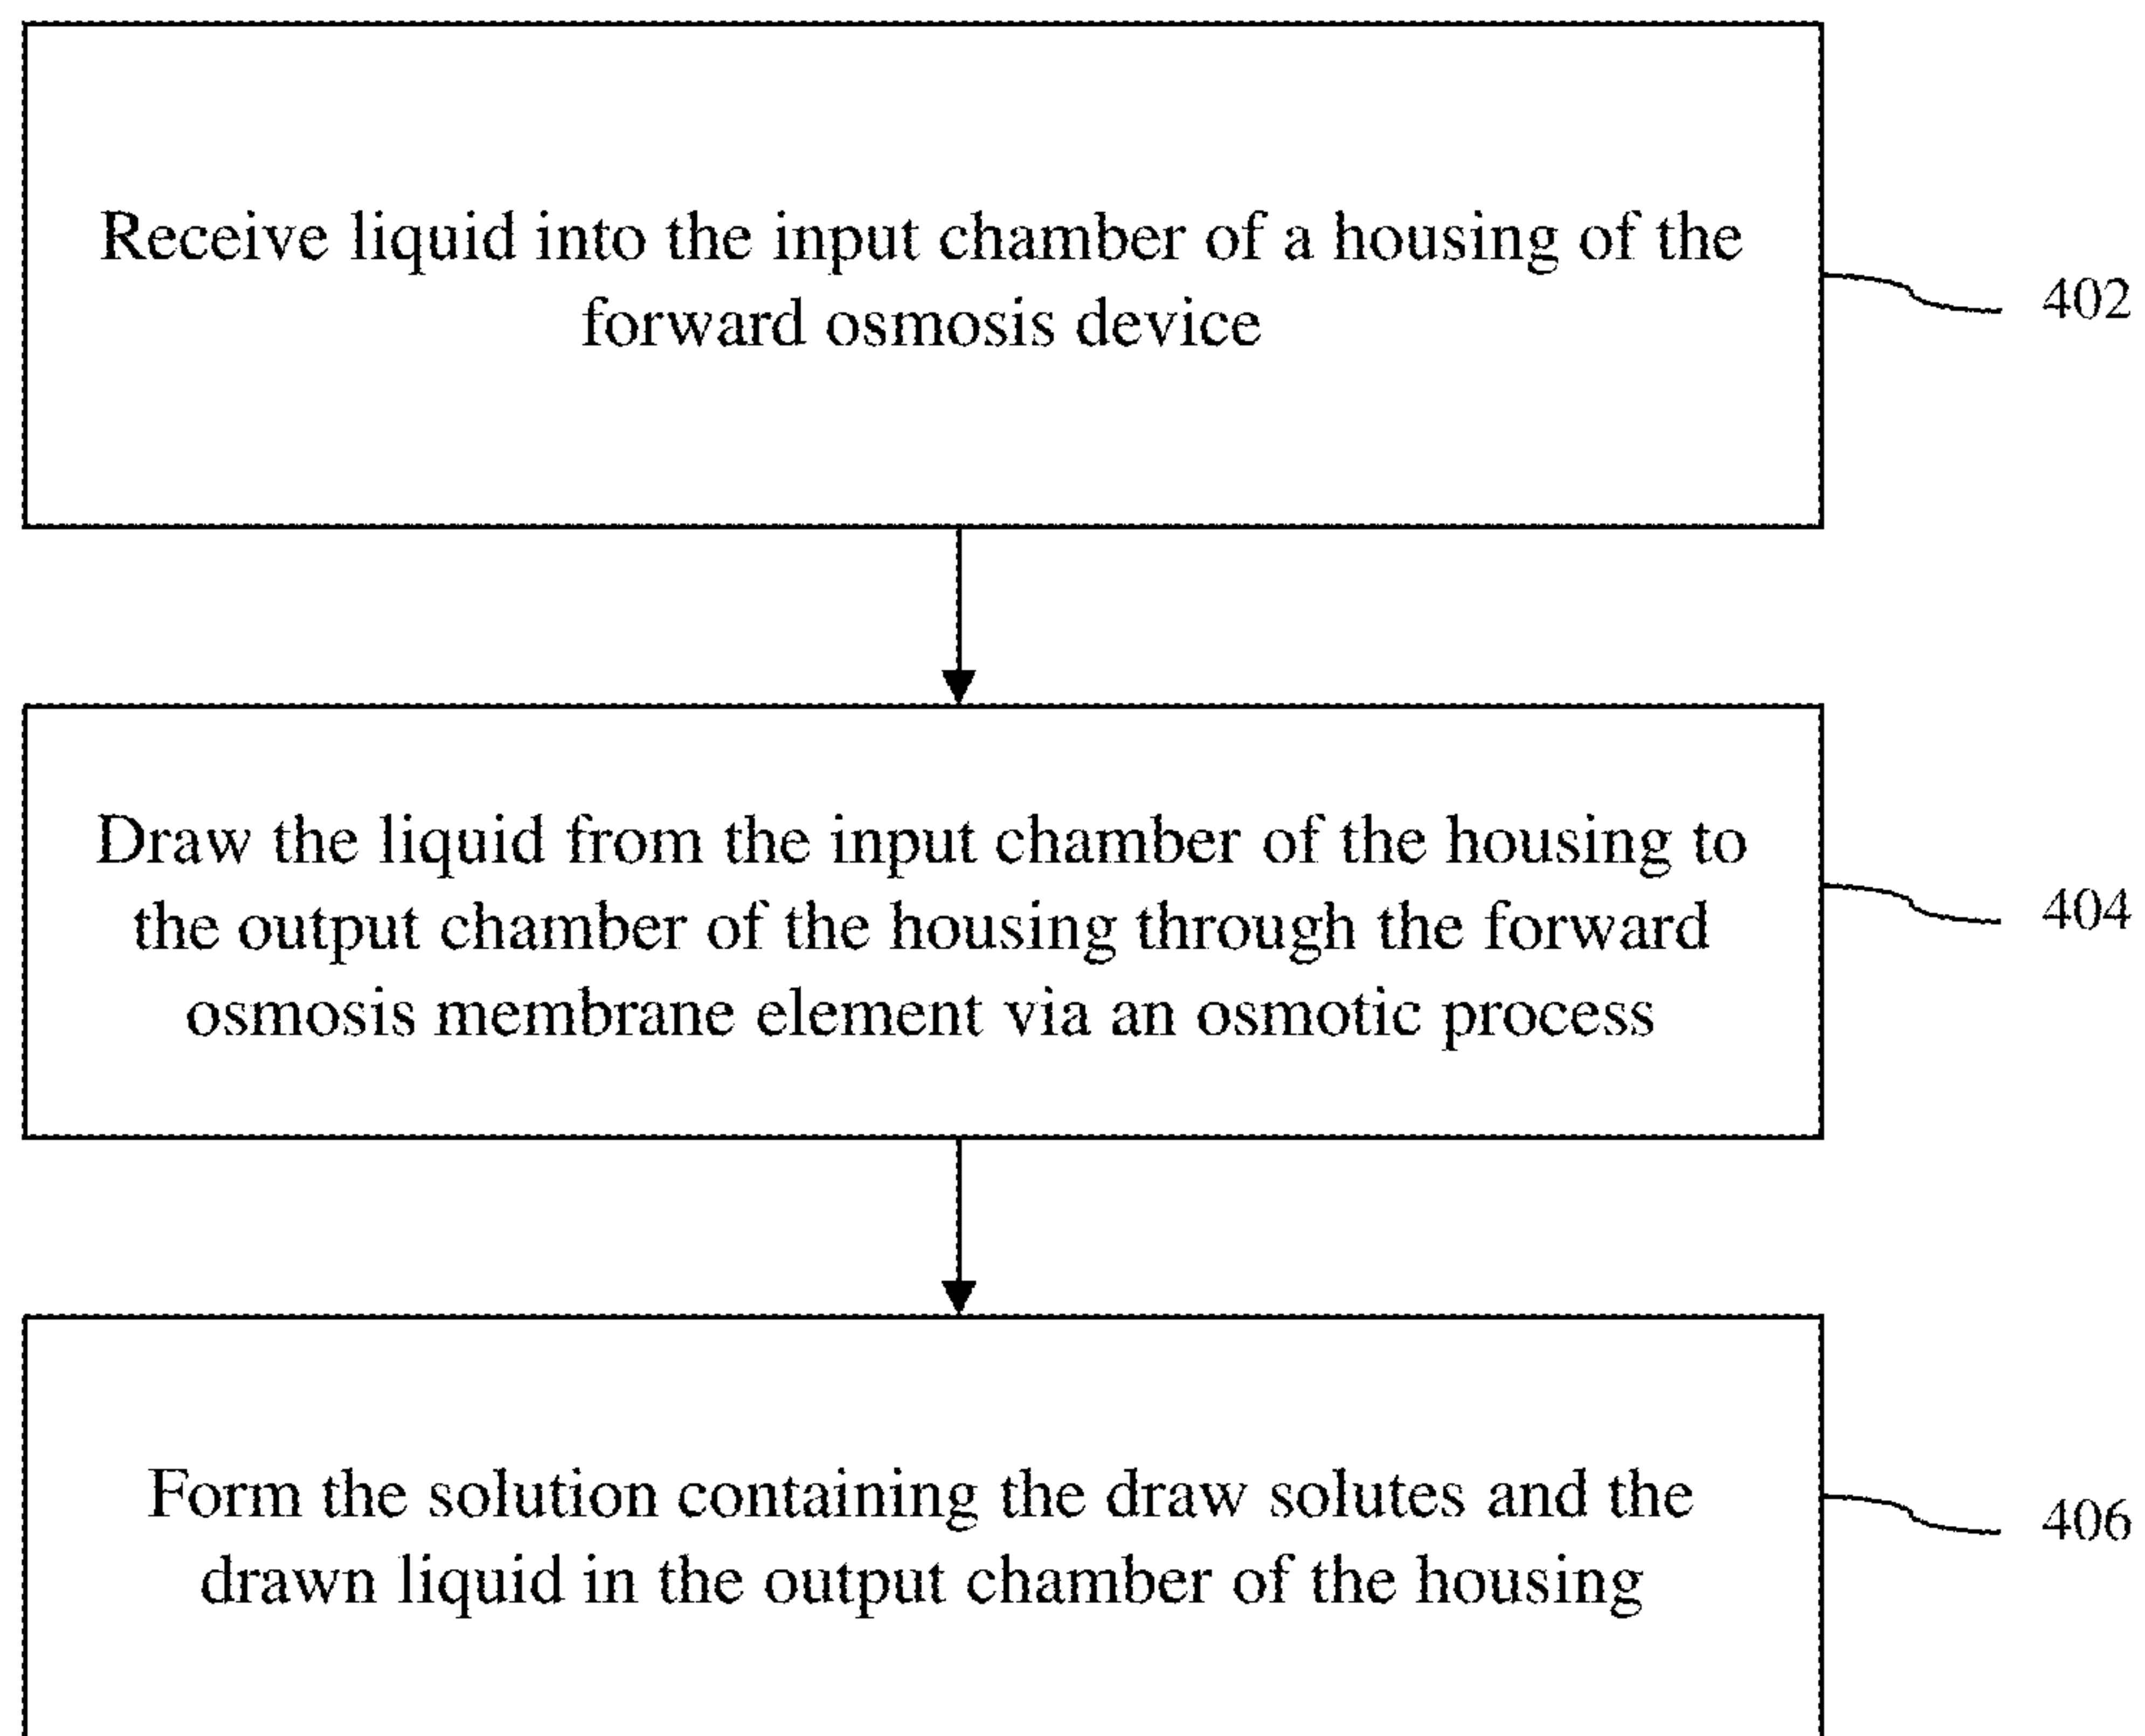 Receive liquid into the input chamber of a housing of the
forward osmosis device
402
Draw the liquid from the input chamber of the housing to
the output chamber of the housing through the forward
osmosis membrane element via an osmotic process
404
Form the solution containing the draw solutes and the
drawn liquid in the output chamber of the housing
406